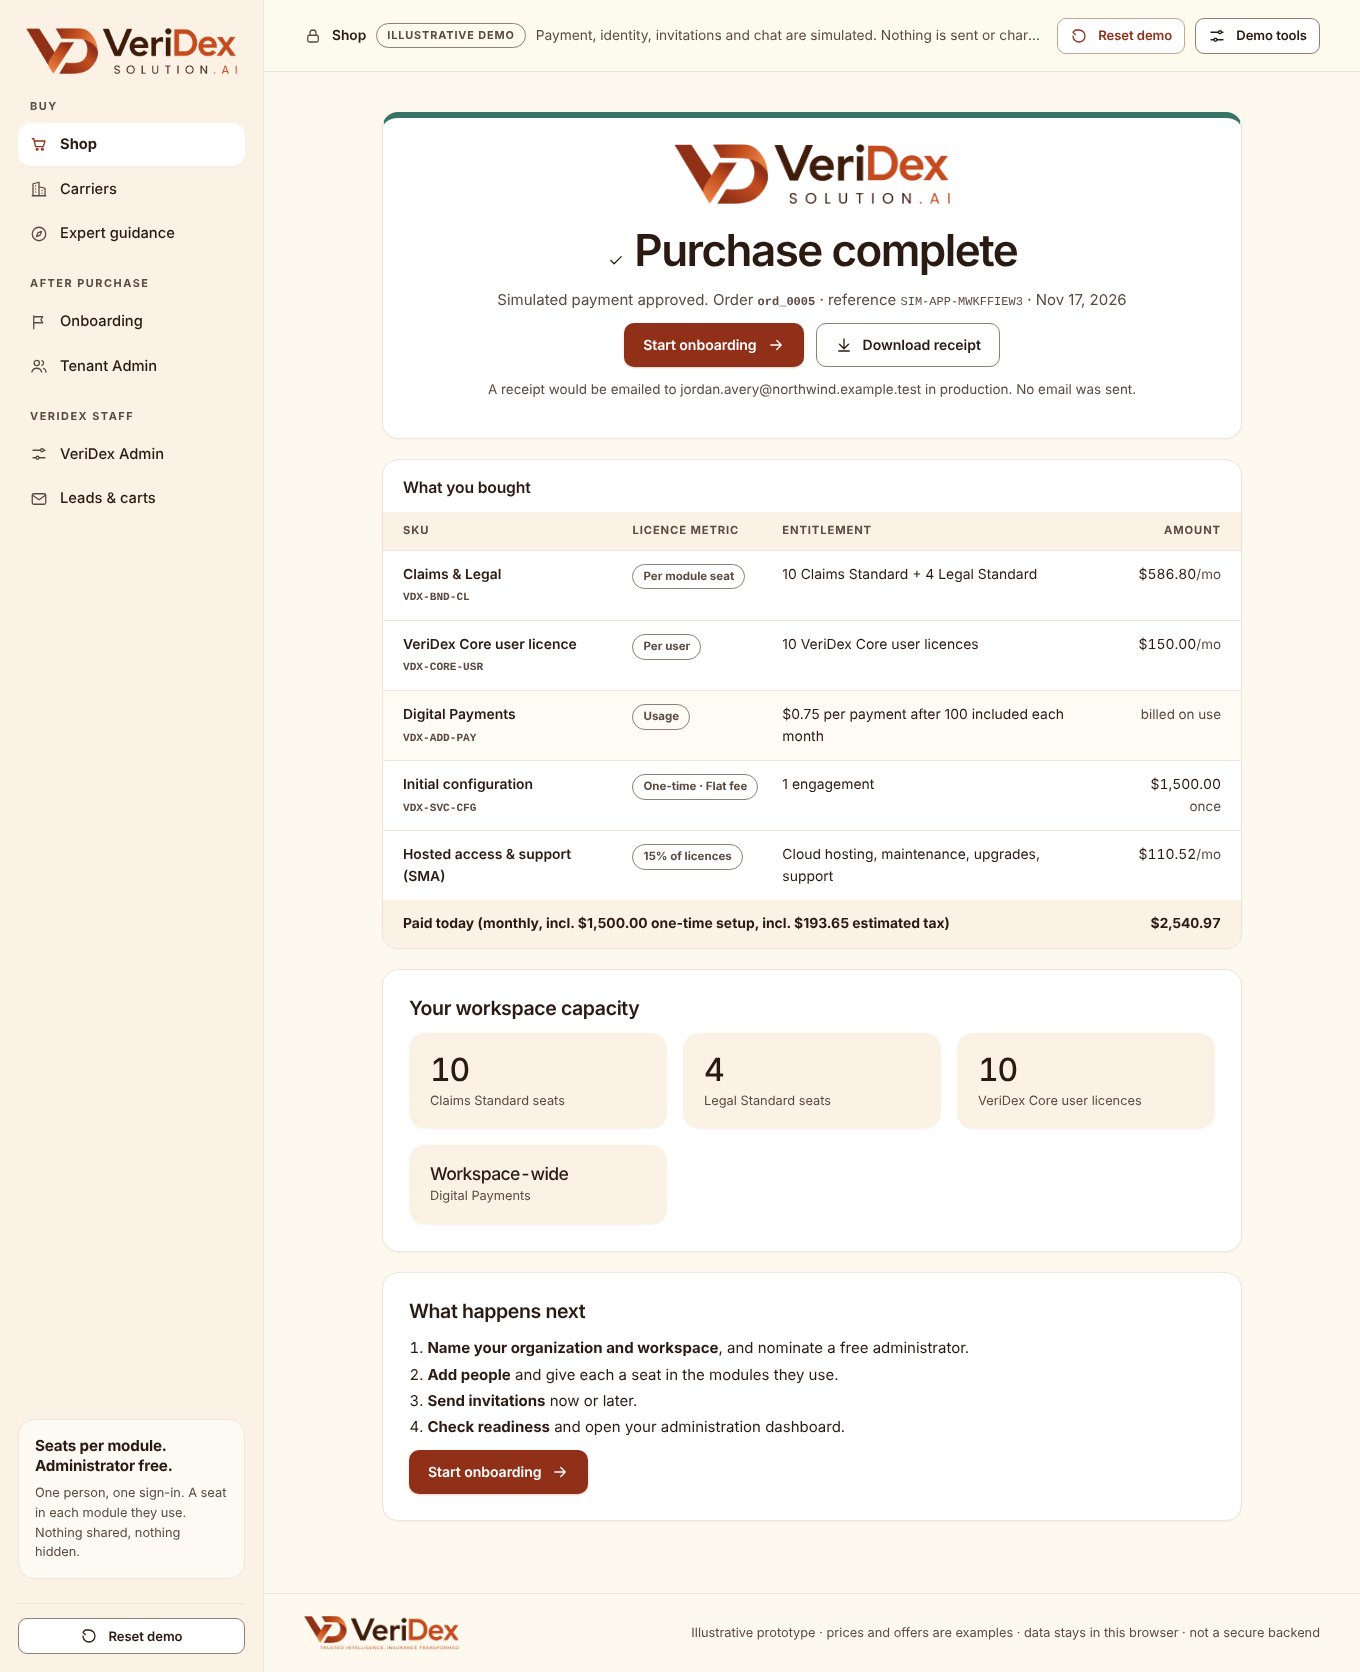 VeriDex
SOLUTION.AI
BUY
Shop
Carriers
Expert guidance
AFTER PURCHASE
Onboarding
Tenant Admin
VERIDEX STAFF
VeriDex Admin
Leads & carts
Seats per module.
Administrator free.
One person, one sign-in. A seat
in each module they use.
Nothing shared, nothing
hidden.
Reset demo
Shop ILLUSTRATIVE DEMO Payment, identity, invitations and chat are simulated. Nothing is sent or char... Reset demo Demo tools
VeriDex
SOLUTION.AI
Purchase complete
Simulated payment approved. Order ord_0005 · reference SIM-APP-MWKFFIEW3 · Nov 17, 2026
Start onboarding Download receipt
A receipt would be emailed to jordan.avery@northwind.example.test in production. No email was sent.
What you bought
SKU LICENCE METRIC ENTITLEMENT AMOUNT
Claims & Legal Per module seat 10 Claims Standard + 4 Legal Standard $586.80/mo
VDX-BND-CL
VeriDex Core user licence Per user 10 VeriDex Core user licences $150.00/mo
VDX-CORE-USR
Digital Payments Usage $0.75 per payment after 100 included each billed on use
VDX-ADD-PAY month
Initial configuration One-time · Flat fee 1 engagement $1,500.00
VDX-SVC-CFG once
Hosted access & support 15% of licences Cloud hosting, maintenance, upgrades, $110.52/mo
(SMA) support
Paid today (monthly, incl. $1,500.00 one-time setup, incl. $193.65 estimated tax) $2,540.97
Your workspace capacity
10 4 10
Claims Standard seats Legal Standard seats VeriDex Core user licences
Workspace-wide
Digital Payments
What happens next
1. Name your organization and workspace, and nominate a free administrator.
2. Add people and give each a seat in the modules they use.
3. Send invitations now or later.
4. Check readiness and open your administration dashboard.
Start onboarding
VeriDex
TRUSTED INTELLIGENCE, INSURANCE TRANSFORMED
Illustrative prototype · prices and offers are examples · data stays in this browser · not a secure backend